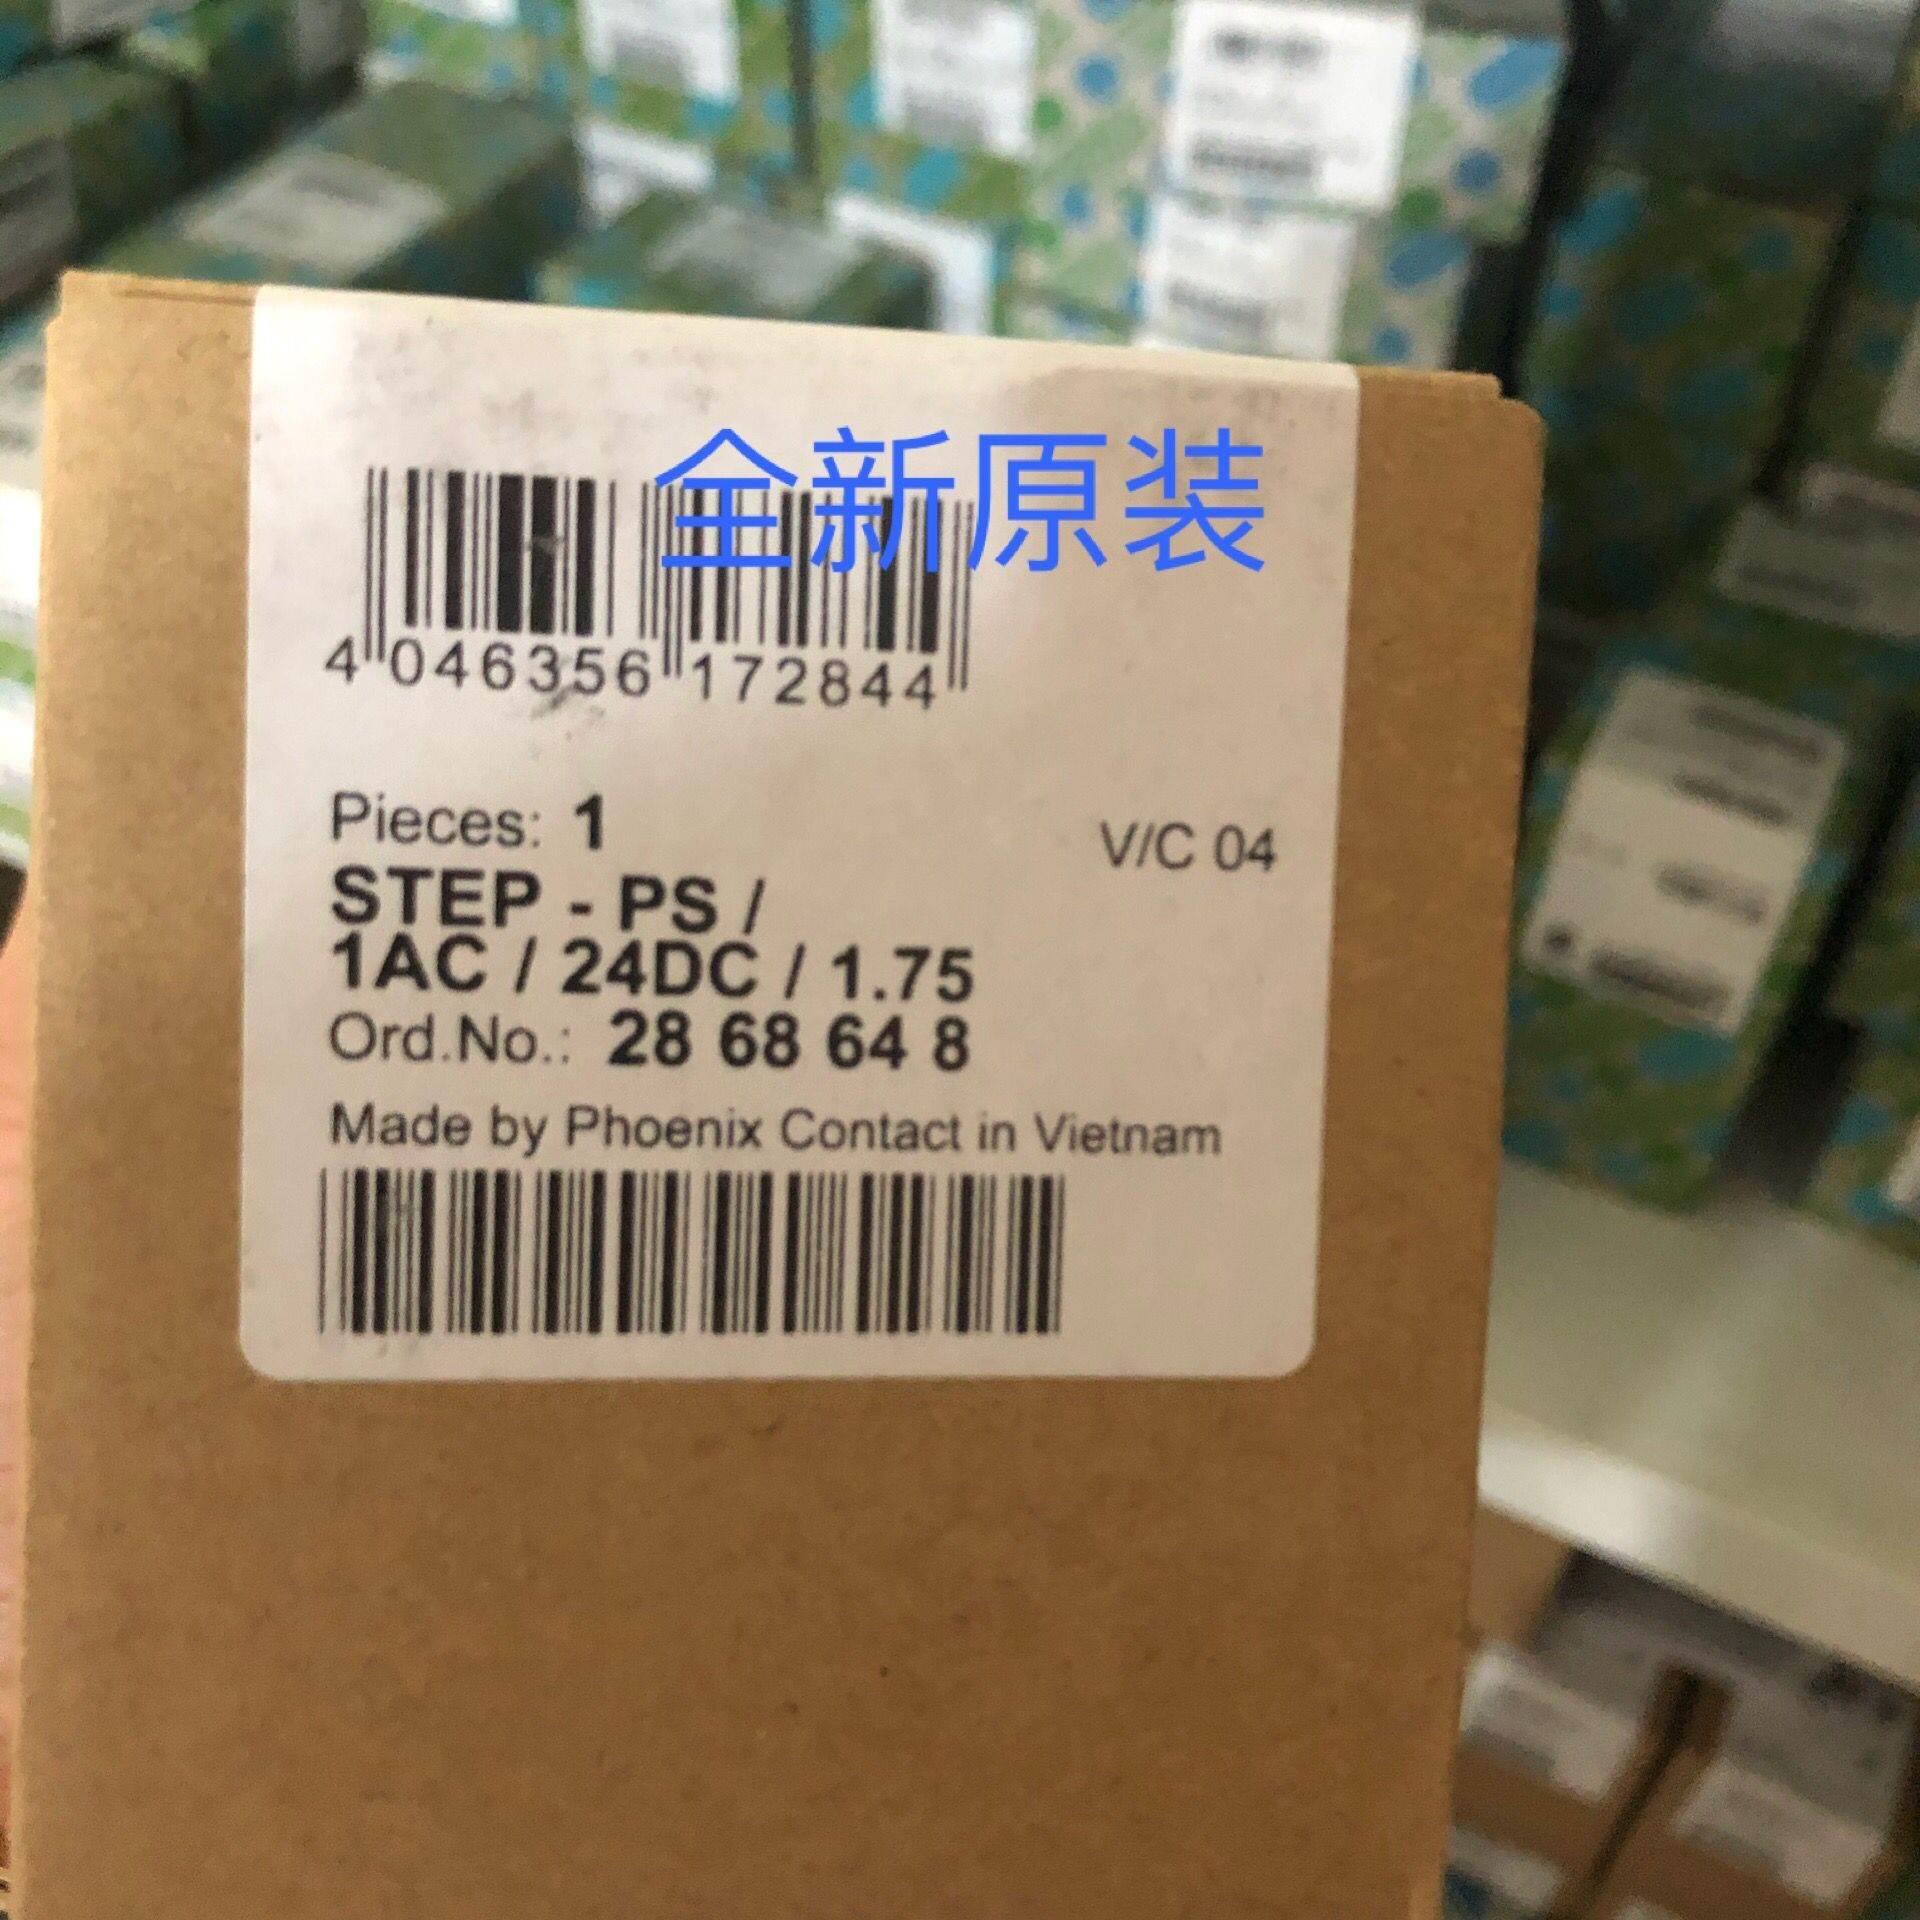 全新原装
4 046356 172844
Pieces: 1
V/C 04
STEP - PS /
1AC / 24DC / 1.75
Ord.No.: 28 68 64 8
Made by Phoenix Contact in Vietnam